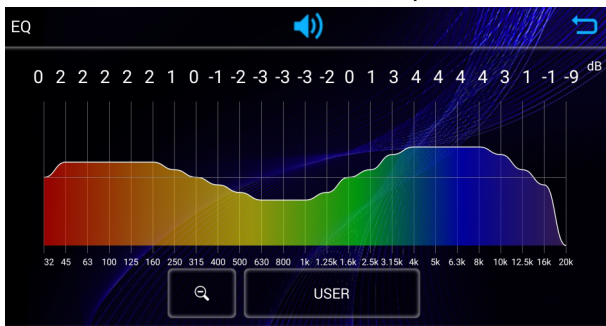 EQ
dB
0 2 2 2 2 2 1 0 -1 -2 -3 -3 -3 -2 0 1 3 4 4 4 4 3 1 -1 -9
32 45 63 100 125 160 250 315 400 500 630 800 1k 1.25k 1.6k 2.5k 3.15k 4k 5k 6.3k 8k 10k 12.5k 16k 20k
USER